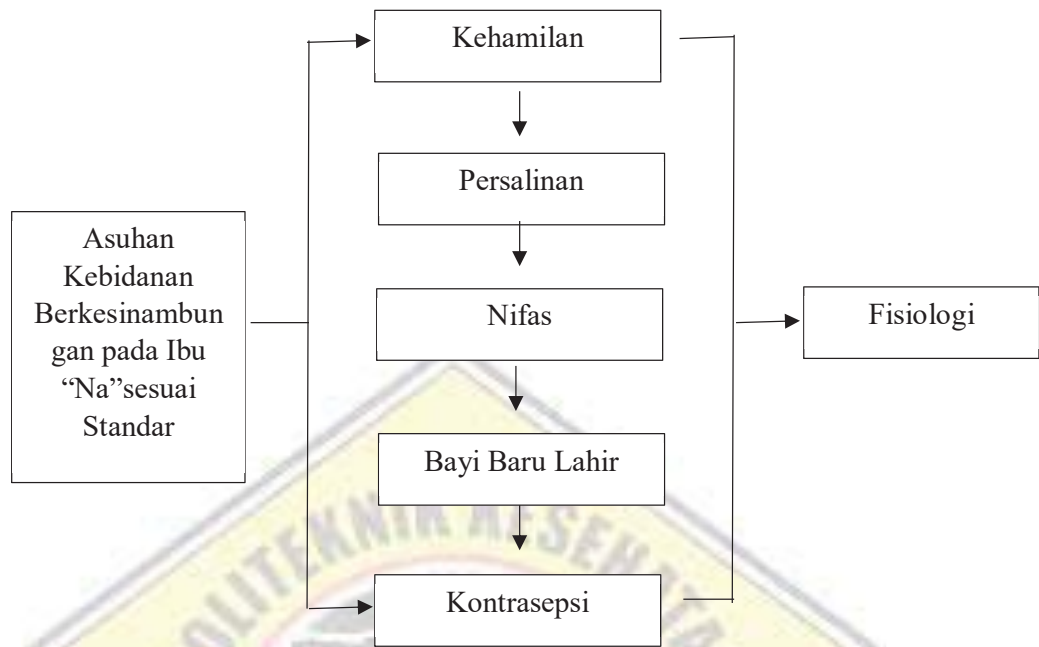 Kehamilan
Persalinan
Asuhan
Kebidanan
Berkesinambun
gan pada Ibu
“Na”sesuai
Standar
Nifas
Fisiologi
Bayi Baru Lahir
Kontrasepsi